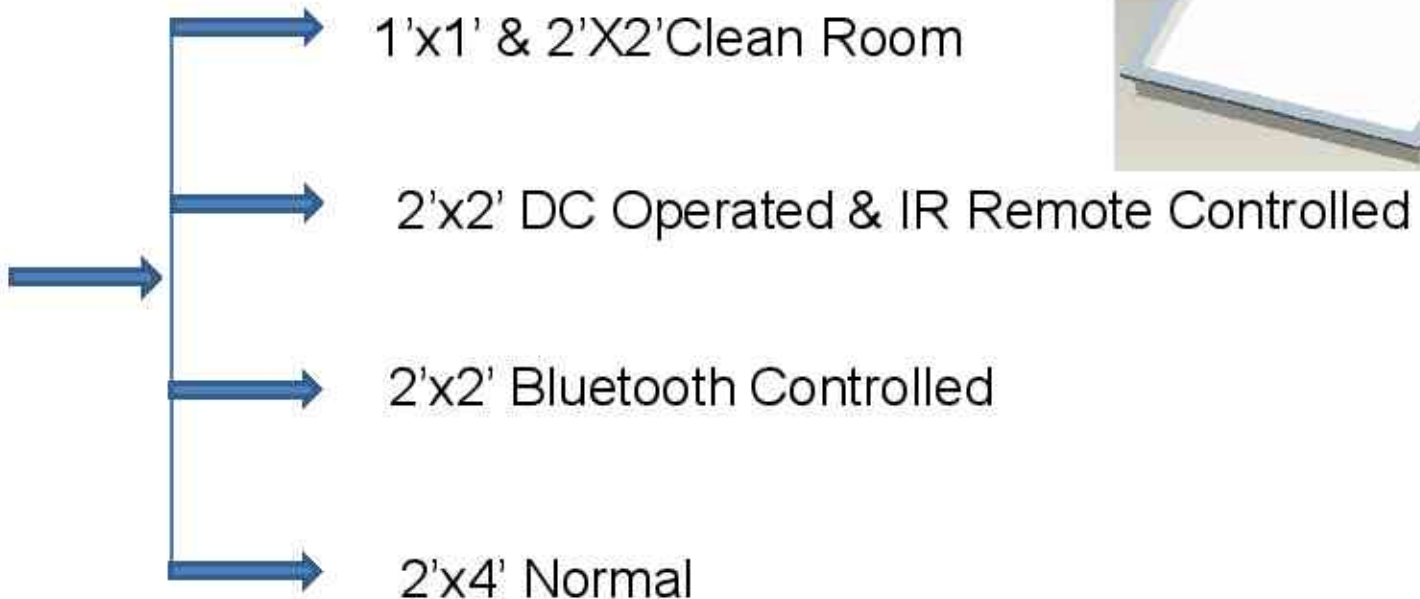 1’x1’ & 2’X2’Clean Room
2’x2’ DC Operated & IR Remote Controlled
2’x2’ Bluetooth Controlled
2’x4’ Normal